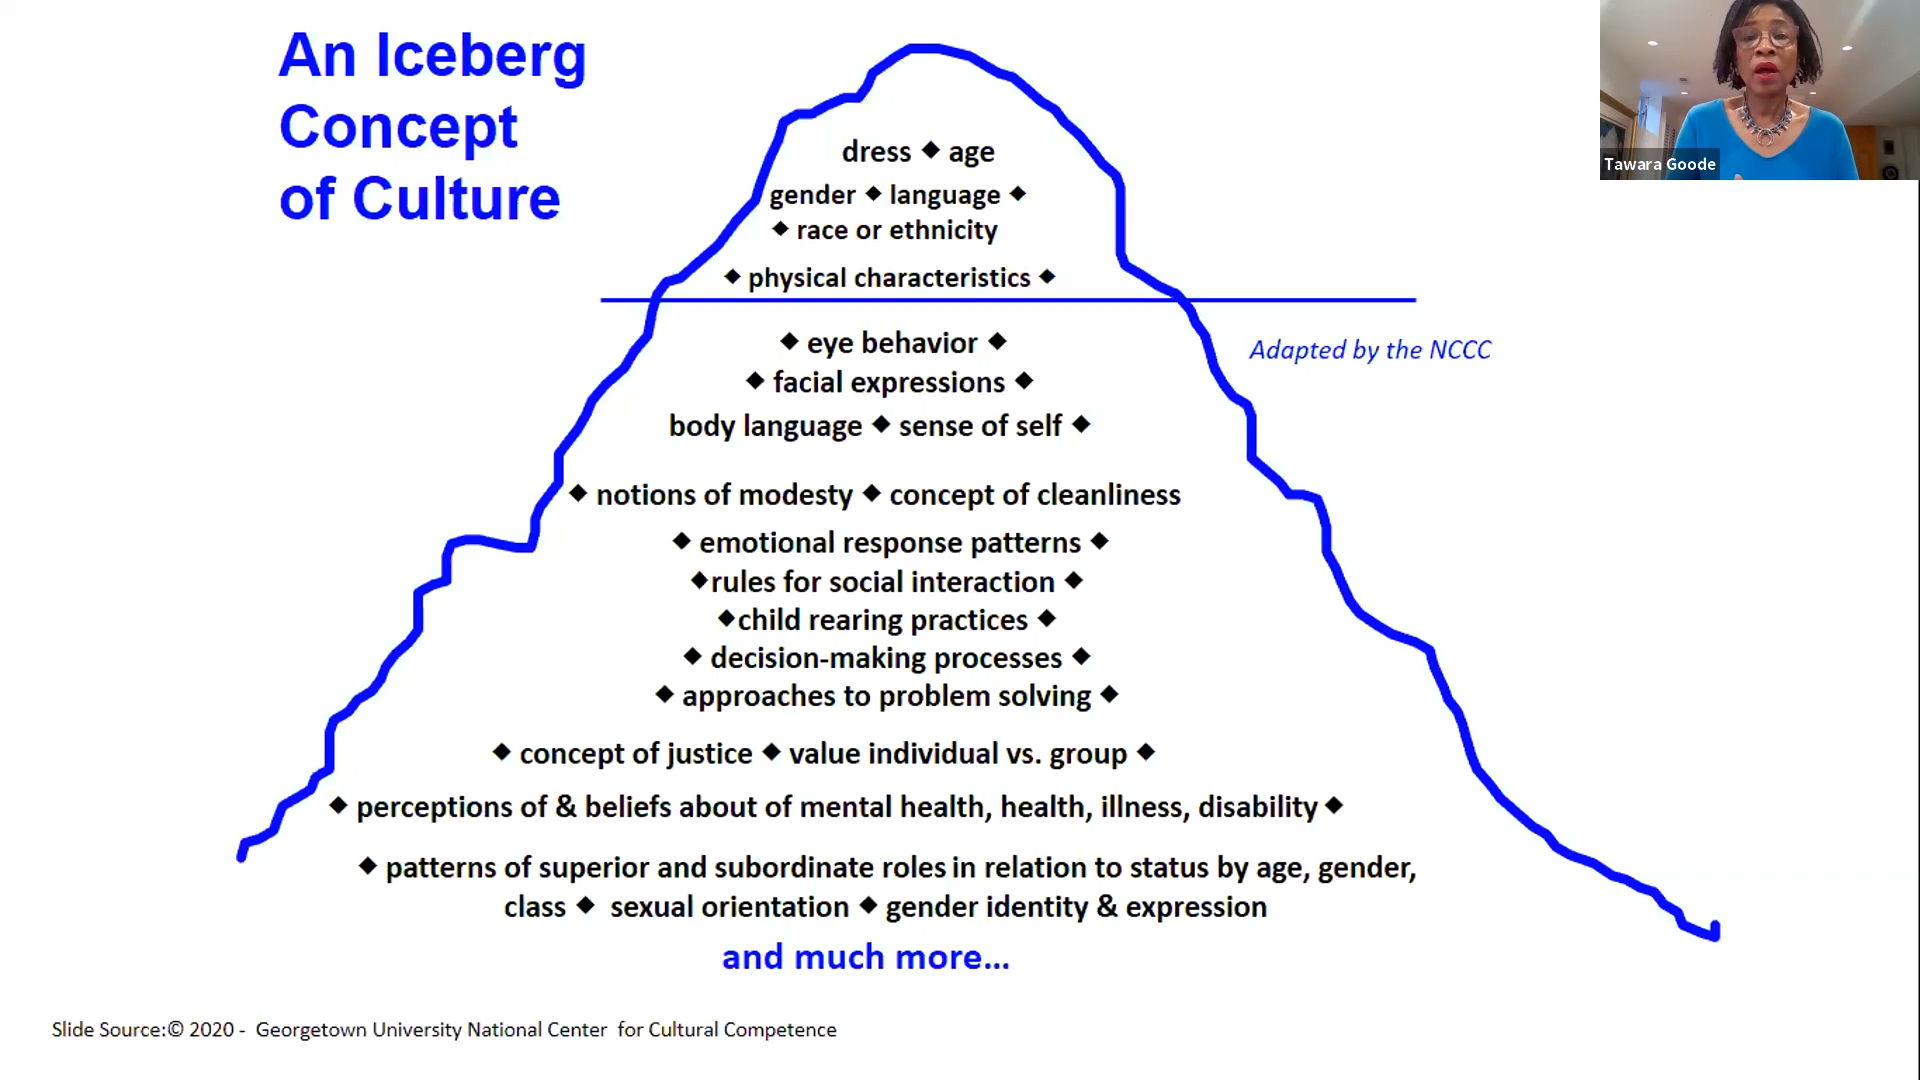 An Iceberg
Concept
of Culture
Tawara Goode
dress ◆ age
gender ◆ language ◆
◆ race or ethnicity
◆ physical characteristics ◆
◆ eye behavior ◆
Adapted by the NCCC
◆ facial expressions ◆
body language ◆ sense of self ◆
◆ notions of modesty ◆ concept of cleanliness
◆ emotional response patterns ◆
◆rules for social interaction ◆
◆child rearing practices ◆
◆ decision-making processes ◆
◆ approaches to problem solving ◆
◆ concept of justice ◆ value individual vs. group ◆
◆ perceptions of & beliefs about of mental health, health, illness, disability ◆
◆ patterns of superior and subordinate roles in relation to status by age, gender,
class ◆ sexual orientation ◆ gender identity & expression
and much more...
Slide Source:© 2020 - Georgetown University National Center for Cultural Competence